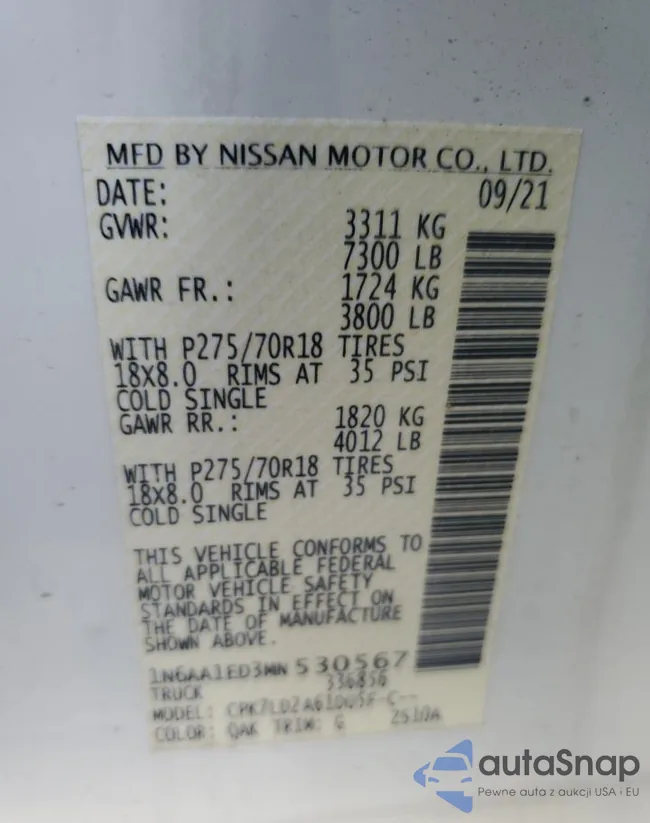 MFD BY NISSAN MOTOR CO., LTD.
DATE: 09/21
GVWR: 3311 KG
7300 LB
GAWR FR.: 1724 KG
3800 LB
WITH P275/70R18 TIRES
18X8.0 RIMS AT 35 PSI
COLD SINGLE
GAWR RR.: 1820 KG
4012 LB
WITH P275/70R18 TIRES
18X8.0 RIMS AT 35 PSI
COLD SINGLE
THIS VEHICLE CONFORMS TO
ALL APPLICABLE FEDERAL
MOTOR VEHICLE SAFETY
STANDARDS IN EFFECT ON
THE DATE OF MANUFACTURE
SHOWN ABOVE.
1N6AA1ED3MN530567
TRUCK 336856
MODEL:
COLOR: QAK TRIM: G 2510A
autoSnap
Pewne auta z aukcji USA i EU